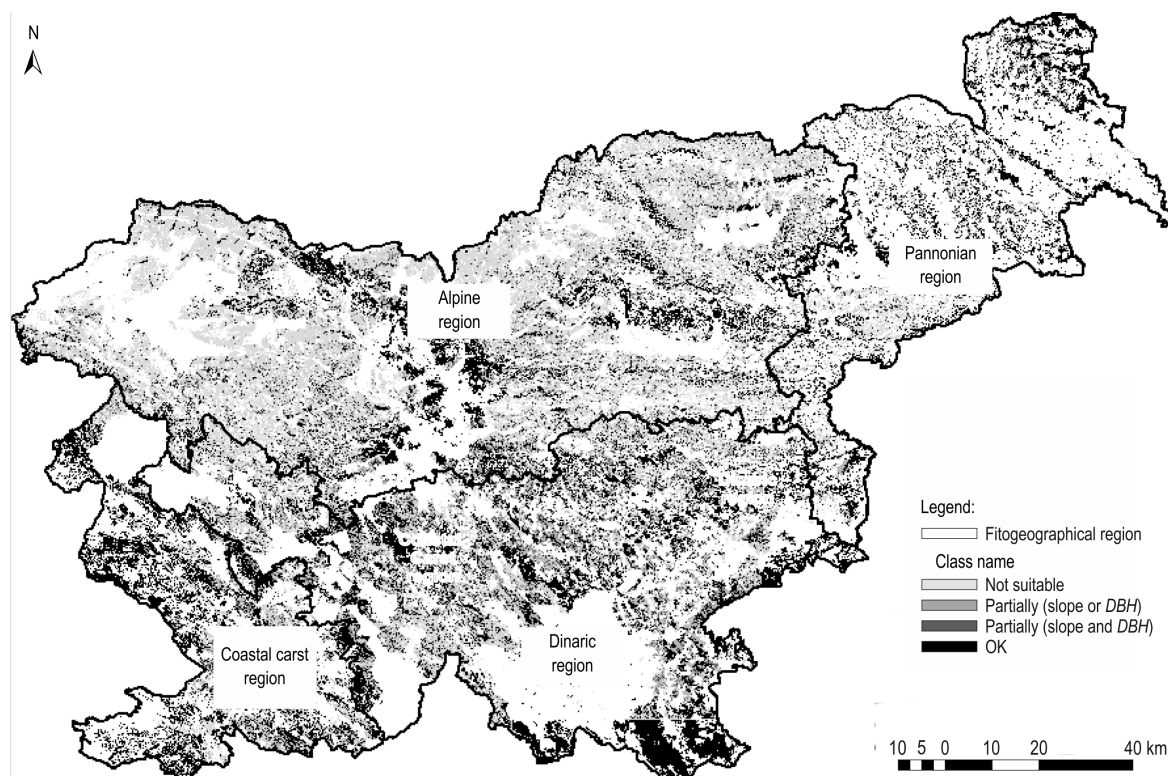 N
Pannonian
region
Alpine
region
Legend:
Fitogeographical region
Class name
Not suitable
Partially (slope or DBH)
Partially (slope and DBH)
OK
Dinaric
region
Coastal carst
region
10 5 0 10 20 40 km